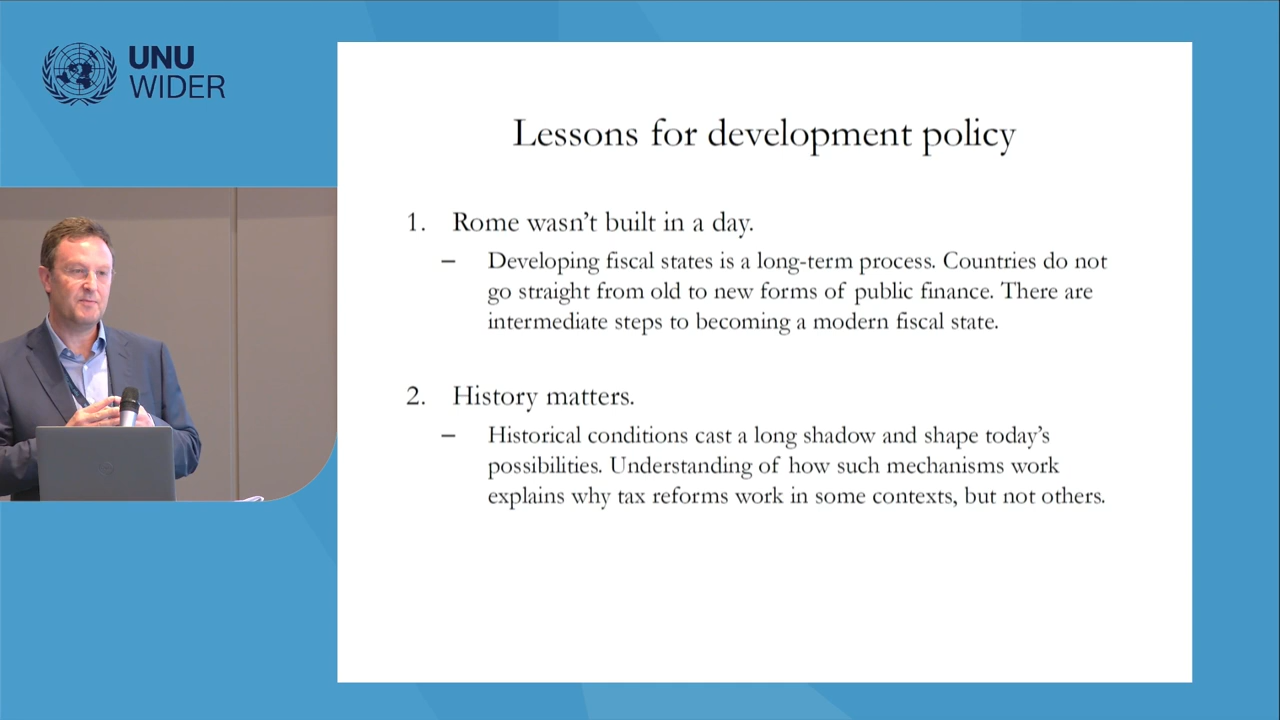 UNU
WIDER
Lessons for development policy
1. Rome wasn't built in a day.
– Developing fiscal states is a long-term process. Countries do not
go straight from old to new forms of public finance. There are
intermediate steps to becoming a modern fiscal state.
2. History matters.
– Historical conditions cast a long shadow and shape today's
possibilities. Understanding of how such mechanisms work
explains why tax reforms work in some contexts, but not others.